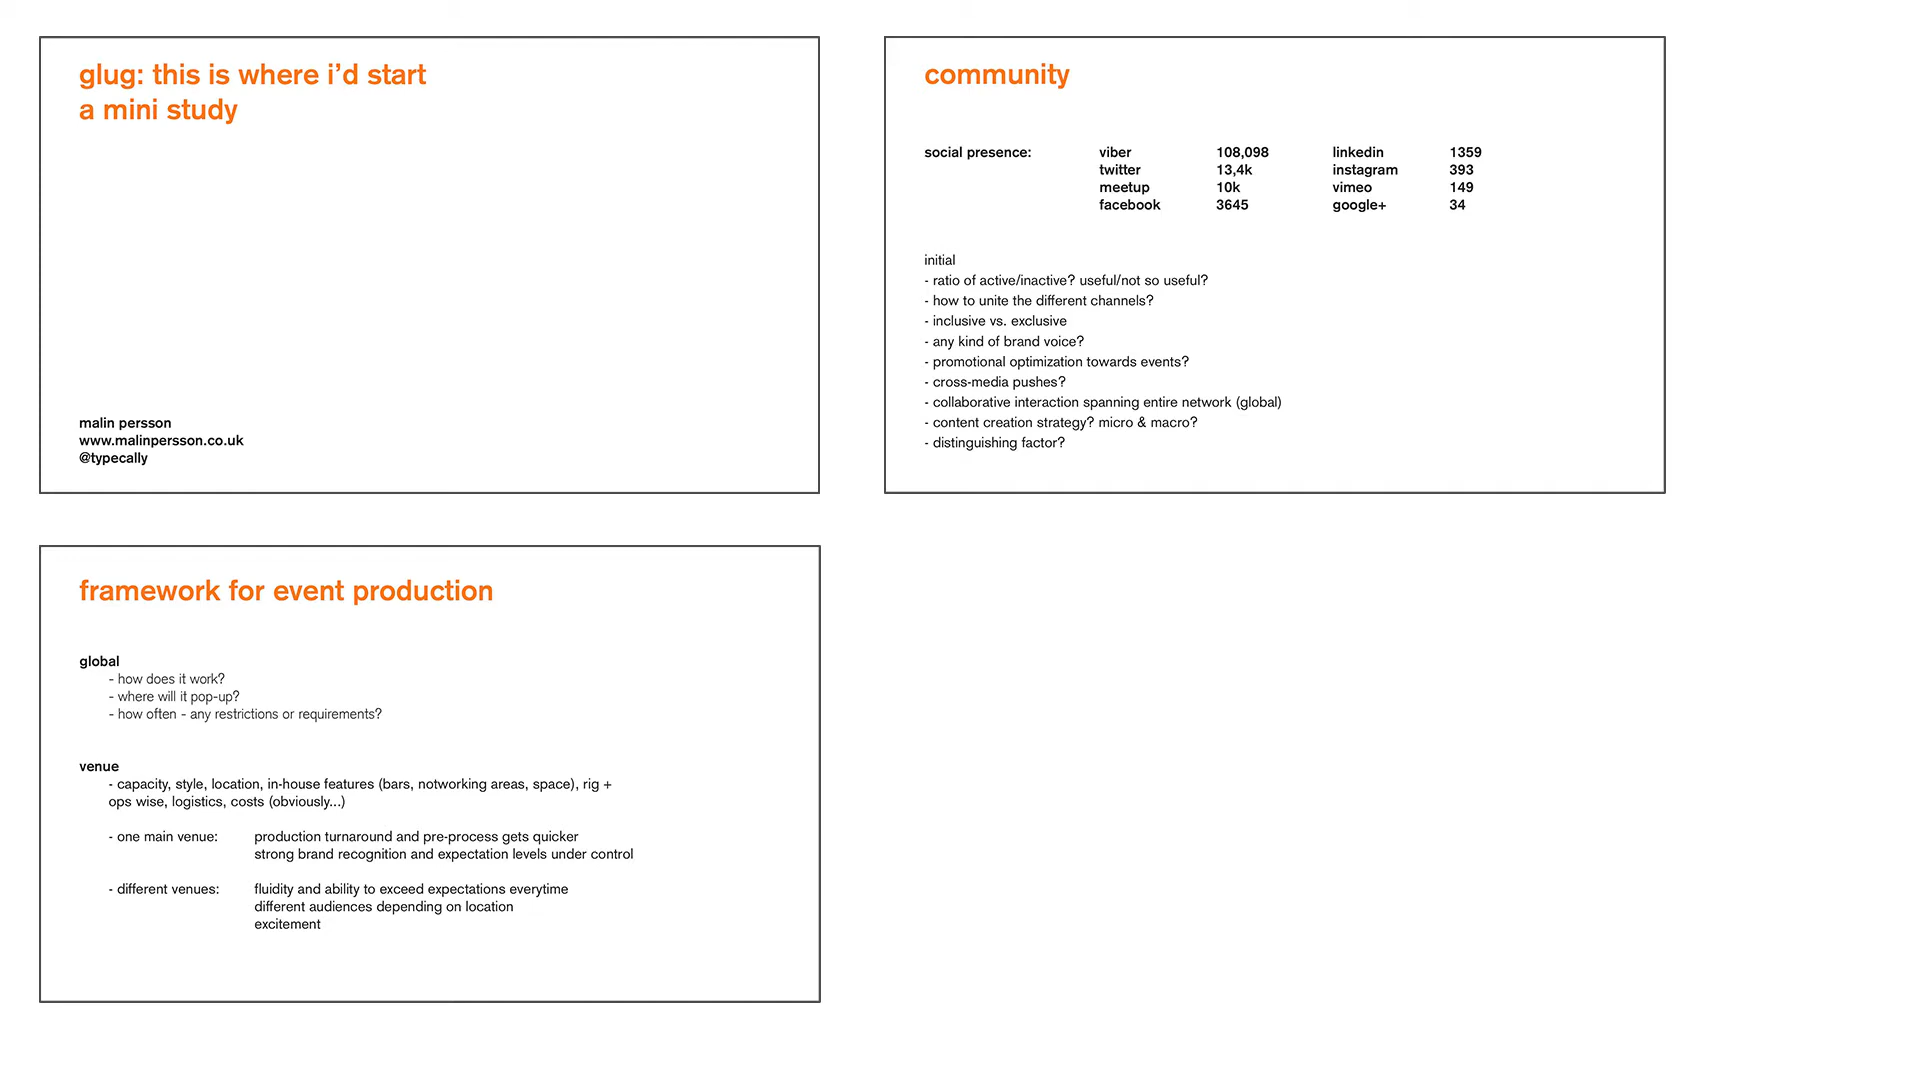 glug: this is where i'd start
a mini study
malin persson
www.malinpersson.co.uk
@typecally
community
social presence: viber 108,098 linkedin 1359
twitter 13,4k instagram 393
meetup 10k vimeo 149
facebook 3645 google+ 34
initial
- ratio of active/inactive? useful/not so useful?
- how to unite the different channels?
- inclusive vs. exclusive
- any kind of brand voice?
- promotional optimization towards events?
- cross-media pushes?
- collaborative interaction spanning entire network (global)
- content creation strategy? micro & macro?
- distinguishing factor?
framework for event production
global
- how does it work?
- where will it pop-up?
- how often - any restrictions or requirements?
venue
- capacity, style, location, in-house features (bars, notworking areas, space), rig +
ops wise, logistics, costs (obviously...)
- one main venue: production turnaround and pre-process gets quicker
strong brand recognition and expectation levels under control
- different venues: fluidity and ability to exceed expectations everytime
different audiences depending on location
excitement